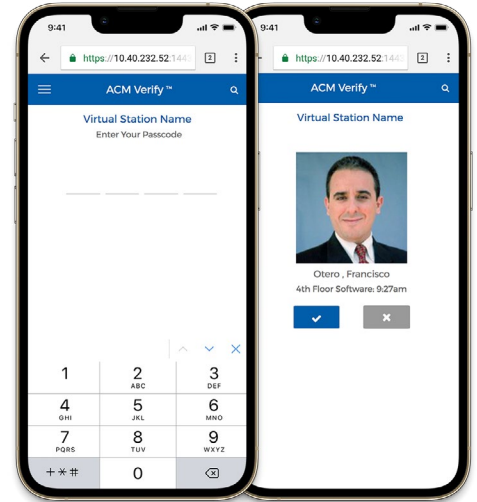 9:41
https://10.40.232.52:144
2
ACM Verify ™
Virtual Station Name
Enter Your Passcode
1
2
ABC
3
DEF
4
GHI
5
JKL
6
MNO
7
PQRS
8
TUV
9
WXYZ
+*#
0
9:41
https://10.40.232.52:144
2
ACM Verify ™
Virtual Station Name
Otero , Francisco
4th Floor Software: 9:27am